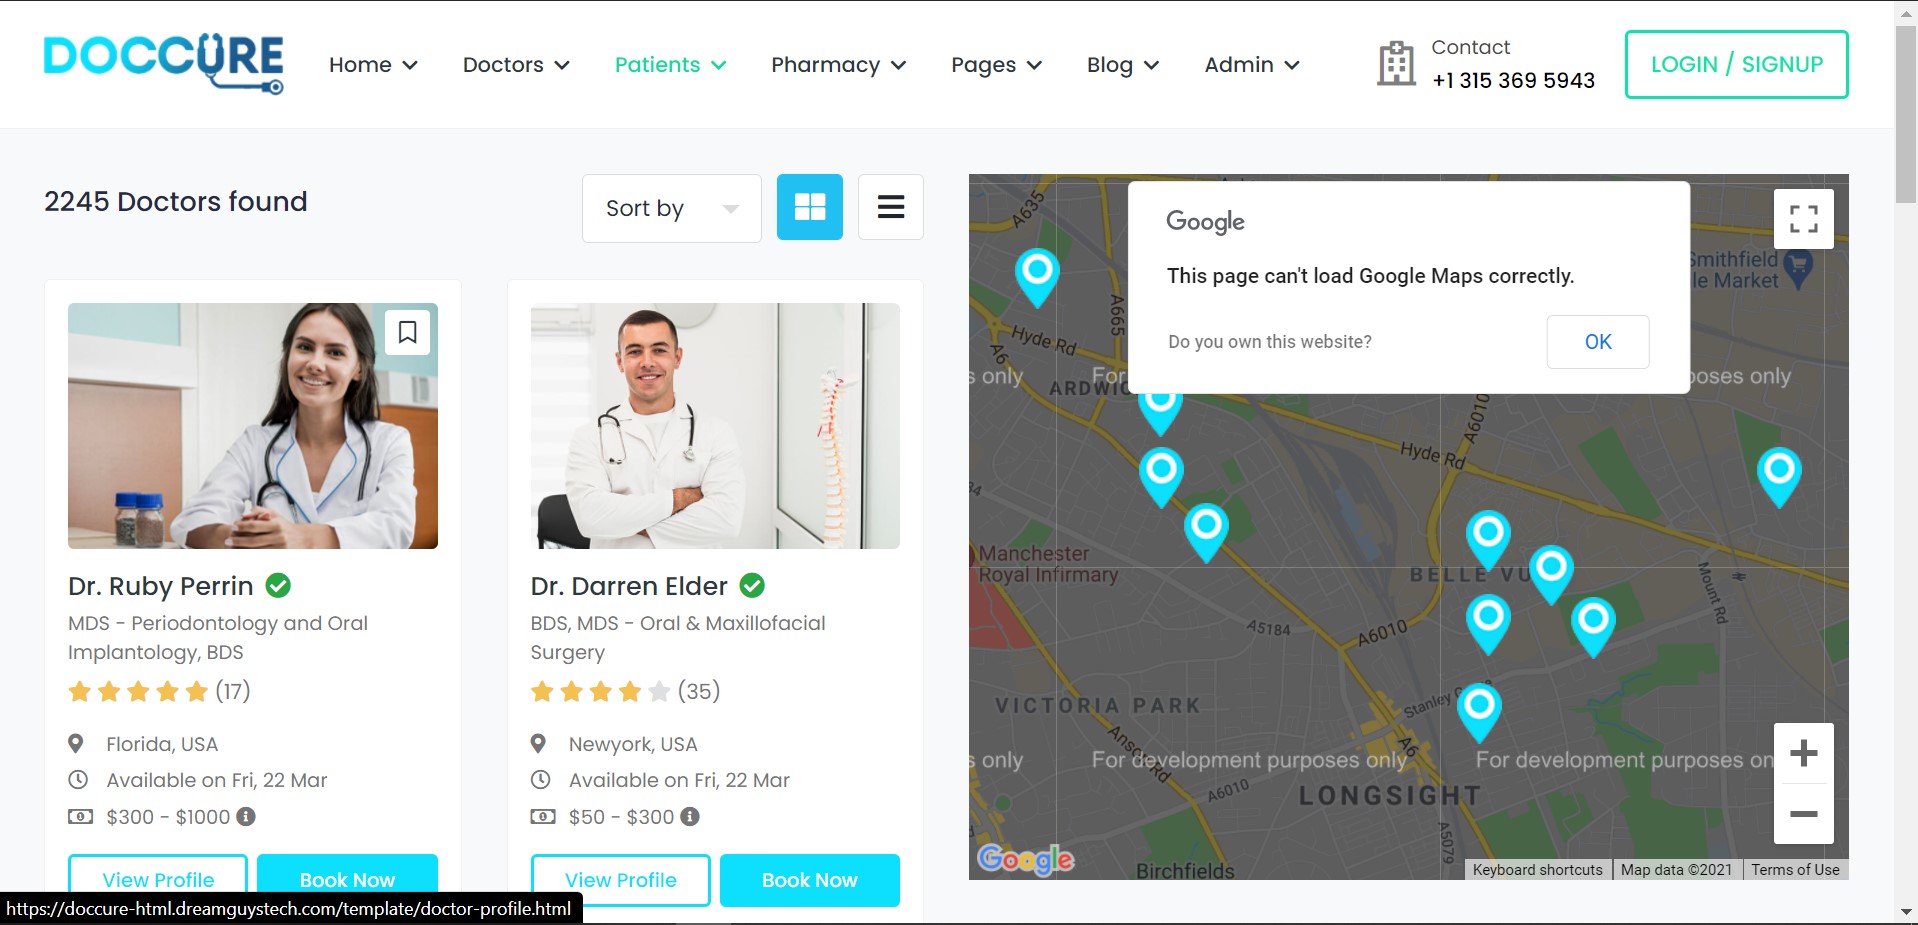 DOCCURE
Home
Doctors
Patients
Pharmacy
Pages
Blog
Admin
Contact
+1 315 369 5943
LOGIN / SIGNUP
2245 Doctors found
Sort by
Dr. Ruby Perrin
MDS - Periodontology and Oral
Implantology, BDS
(17)
Florida, USA
Available on Fri, 22 Mar
$300 - $1000
View Profile
Book Now
Dr. Darren Elder
BDS, MDS - Oral & Maxillofacial
Surgery
(35)
Newyork, USA
Available on Fri, 22 Mar
$50 - $300
View Profile
Book Now
https://doccure-html.dreamguystech.com/template/doctor-profile.html
Google
This page can't load Google Maps correctly.
Do you own this website?
OK
A635
A665
Hyde Rd
A6
s only
For
poses only
ARDWIC
Smithfield
le Market
A6010
Hyde Rd
Manchester
Royal Infirmary
BELLE VU
Mount Rd
A5184
A6010
VICTORIA PARK
Stanley G
Anson Rd
A6
s only
For development purposes only
For development purposes on
A6010
LONGSIGHT
A5079
Google
Birchfields
Keyboard shortcuts
Map data ©2021
Terms of Use